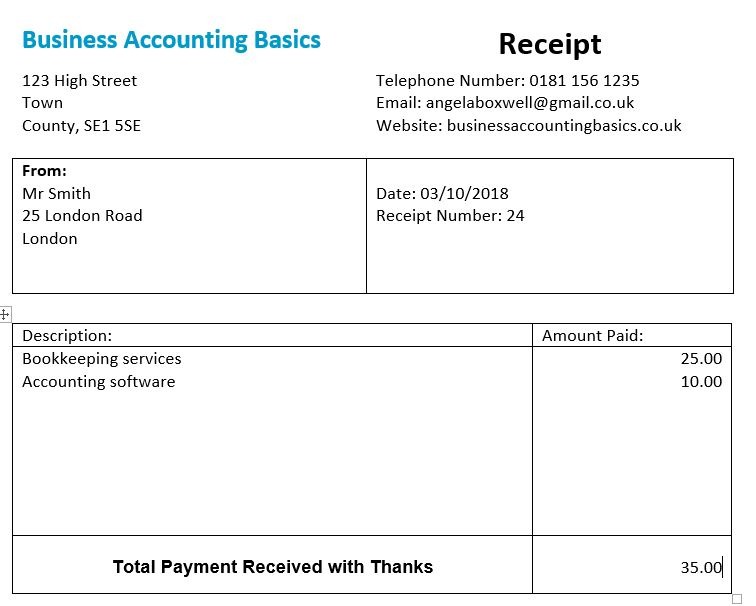 Business Accounting Basics
Receipt
123 High Street
Town
County, SE1 5SE
Telephone Number: 0181 156 1235
Email: angelaboxwell@gmail.co.uk
Website: businessaccountingbasics.co.uk
From:
Mr Smith
25 London Road
London
Date: 03/10/2018
Receipt Number: 24
Description: Amount Paid:
Bookkeeping services 25.00
Accounting software 10.00
Total Payment Received with Thanks 35.00